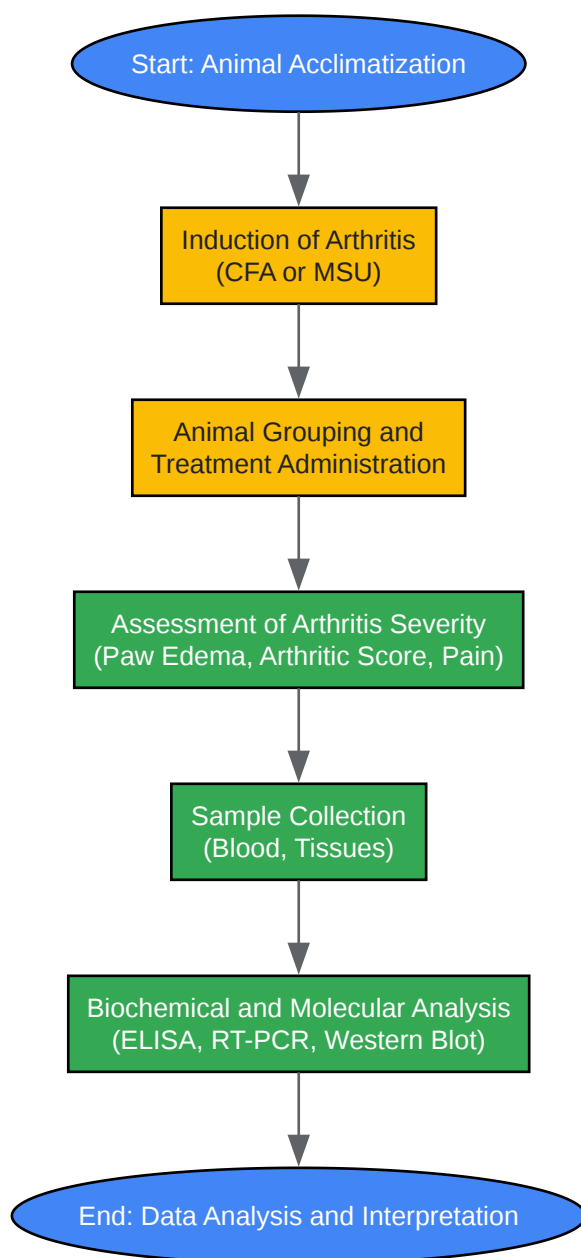 Start: Animal Acclimatization
Induction of Arthritis
(CFA or MSU)
Animal Grouping and
Treatment Administration
Assessment of Arthritis Severity
(Paw Edema, Arthritic Score, Pain)
Sample Collection
(Blood, Tissues)
Biochemical and Molecular Analysis
(ELISA, RT-PCR, Western Blot)
End: Data Analysis and Interpretation